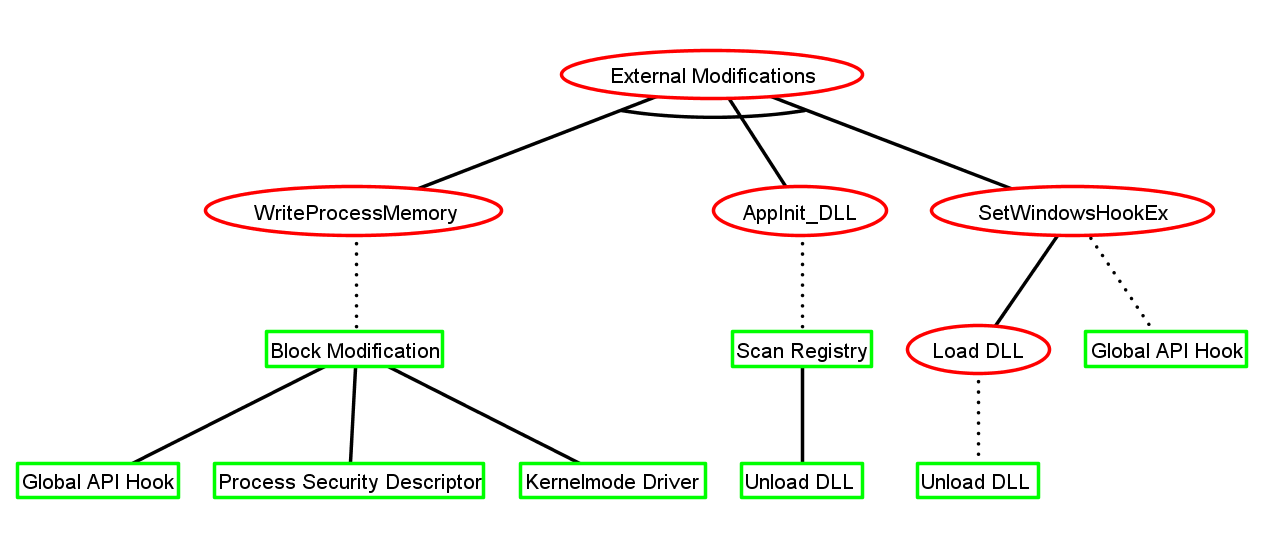 External Modifications
WriteProcessMemory
AppInit_DLL
SetWindowsHookEx
Block Modification
Scan Registry
Load DLL
Global API Hook
Global API Hook
Process Security Descriptor
Kernelmode Driver
Unload DLL
Unload DLL